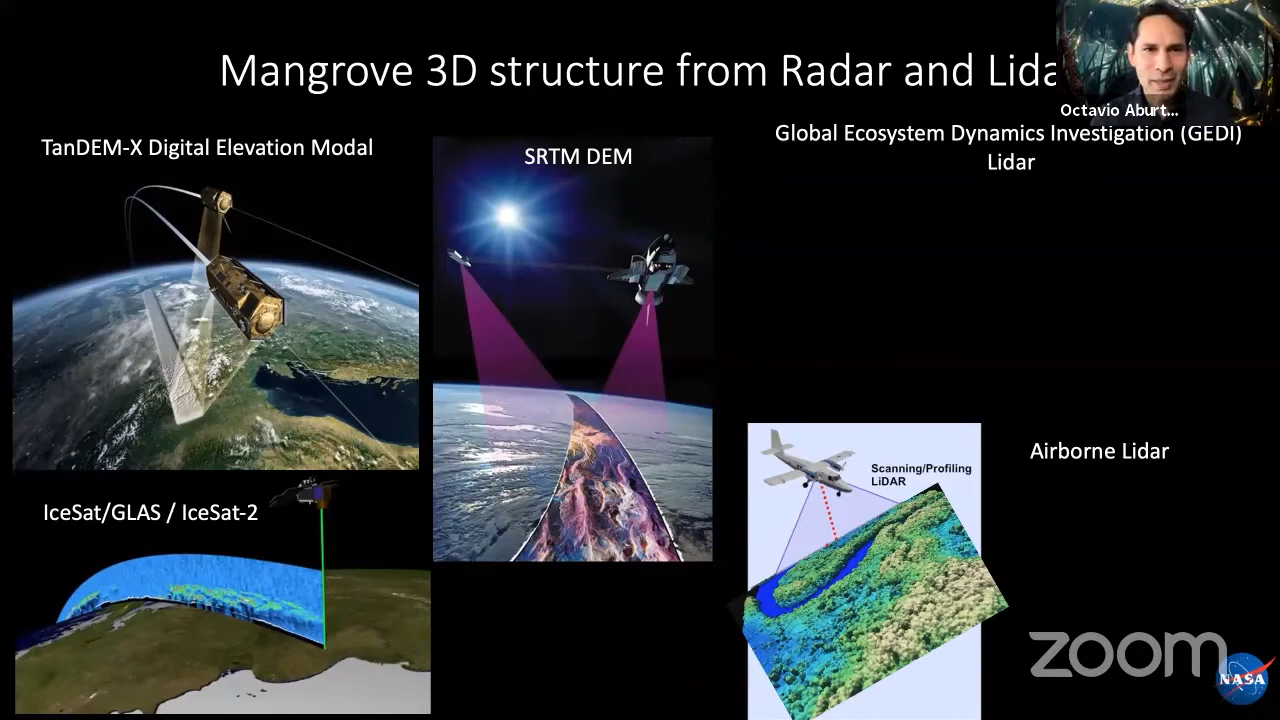 Mangrove 3D structure from Radar and Lida
Octavio Aburt...
TanDEM-X Digital Elevation Modal
SRTM DEM
Global Ecosystem Dynamics Investigation (GEDI)
Lidar
Airborne Lidar
Scanning/Profiling
LiDAR
IceSat/GLAS / IceSat-2
zoom
NASA